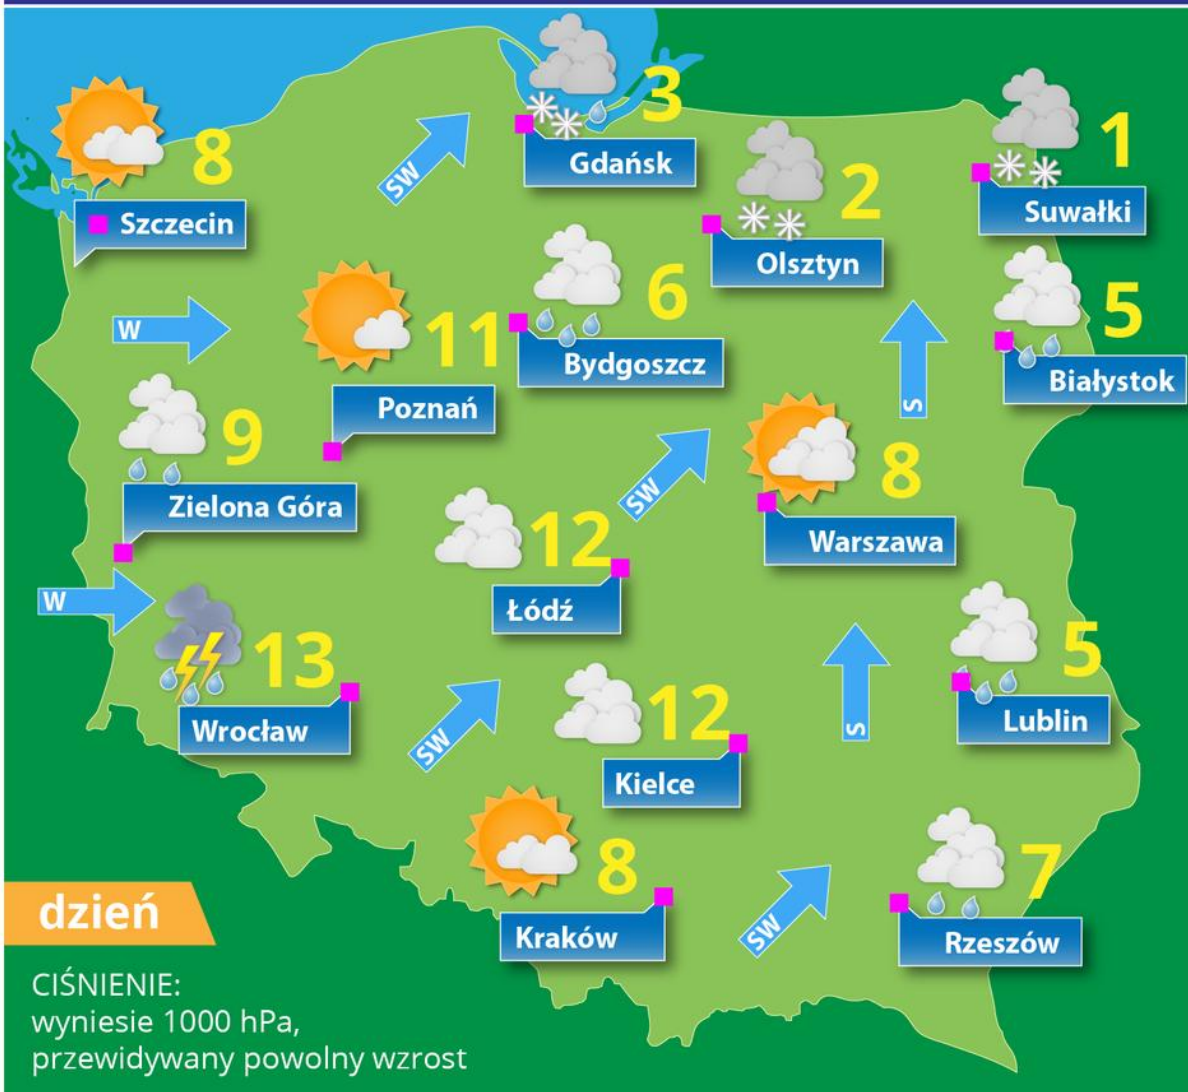 3
Gdańsk
SW
8
Szczecin
1
Suwałki
2
Olsztyn
6
Bydgoszcz
5
Białystok
W
11
Poznań
S
9
Zielona Góra
SW
8
Warszawa
12
Łódź
W
13
Wrocław
5
Lublin
S
SW
12
Kielce
8
Kraków
SW
7
Rzeszów
dzień
CIŚNIENIE:
wyniesie 1000 hPa,
przewidywany powolny wzrost